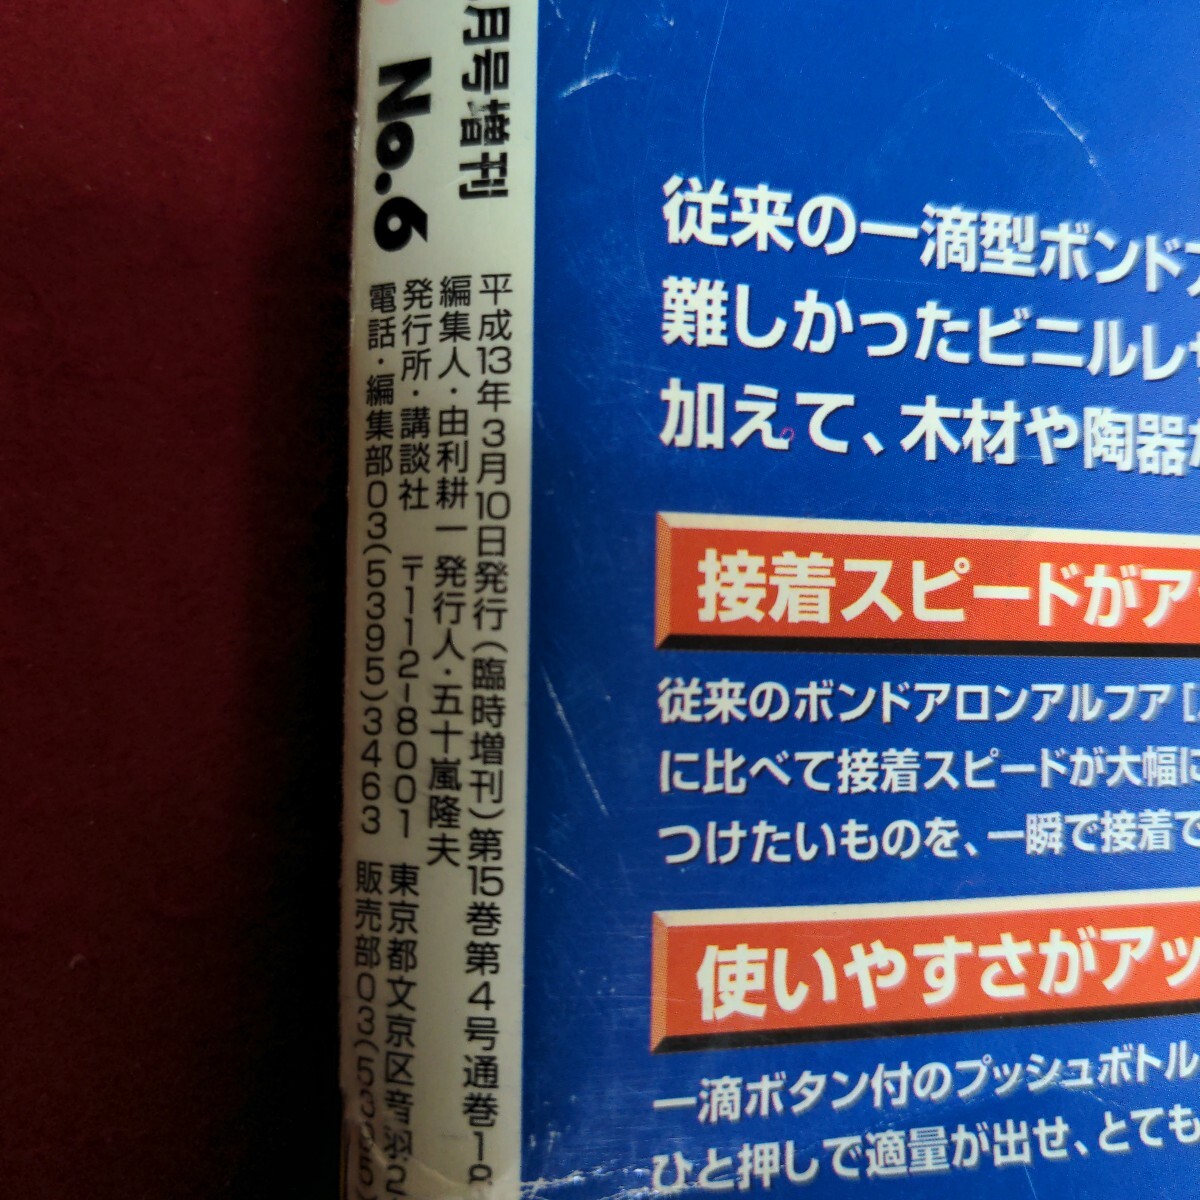 月号増刊
No.6
平成13年3月10日発行(臨時増刊)第15巻第4号通巻18
編集人・由利耕一 発行人・五十嵐隆夫
発行所・講談社 〒112-8001 東京都文京区音羽2
電話・編集部03(5395)3463 販売部03(5395)
従来の一滴型ボンドア
難しかったビニルレザ
加えて、木材や陶器か
接着スピードがア
従来のボンドアロンアルフア
に比べて接着スピードが大幅に
つけたいものを、一瞬で接着で
使いやすさがアッ
一滴ボタン付のプッシュボトル
ひと押しで適量が出せ、とても